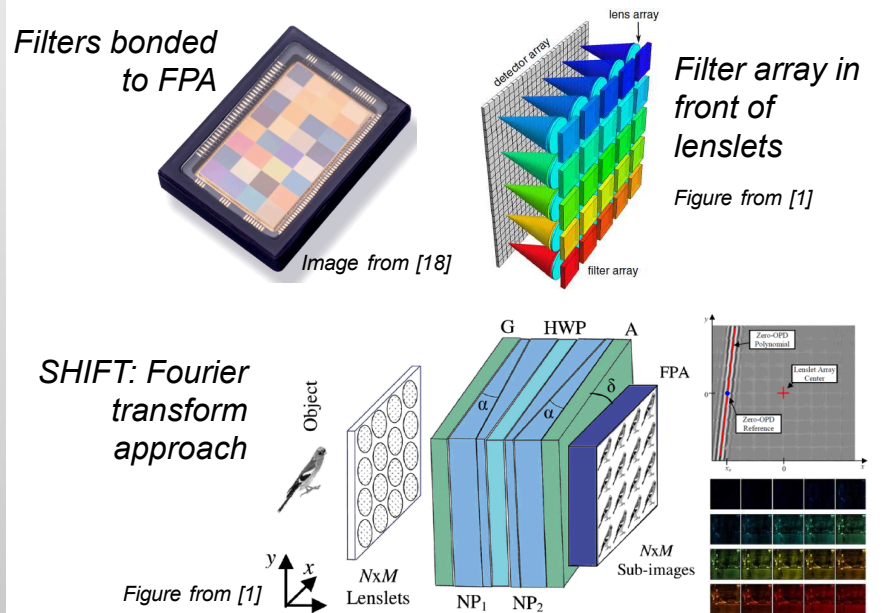 Filters bonded
to FPA
Image from [18]
lens array
detector array
filter array
Filter array in
front of
lenslets
Figure from [1]
SHIFT: Fourier
transform
approach
Object
G
HWP
A
FPA
α
α
δ
y
x
Figure from [1]
NxM
Lenslets
NP1
NP2
NxM
Sub-images
y
Zero-OPD
Polynomial
Lenslet Array
Center
0
Zero-OPD
Reference
0
x